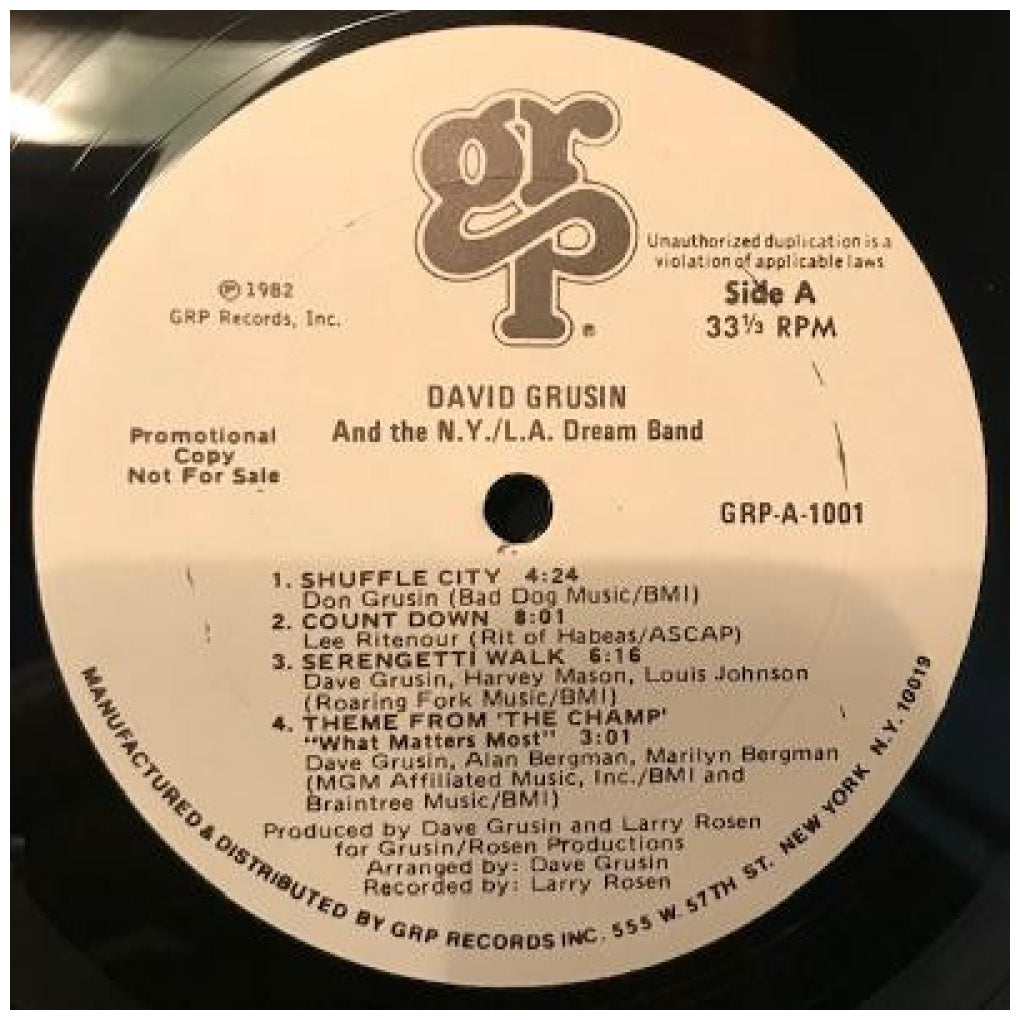 grp®
Unauthorized duplication is a
violation of applicable laws
℗ 1982
GRP Records, Inc.
Side A
33⅓ RPM
DAVID GRUSIN
And the N.Y./L.A. Dream Band
Promotional
Copy
Not For Sale
GRP-A-1001
1. SHUFFLE CITY 4:24
Don Grusin (Bad Dog Music/BMI)
2. COUNT DOWN 8:01
Lee Ritenour (Rit of Habeas/ASCAP)
3. SERENGETTI WALK 6:16
Dave Grusin, Harvey Mason, Louis Johnson
(Roaring Fork Music/BMI)
4. THEME FROM 'THE CHAMP'
"What Matters Most" 3:01
Dave Grusin, Alan Bergman, Marilyn Bergman
(MGM Affiliated Music, Inc./BMI and
Braintree Music/BMI)
Produced by Dave Grusin and Larry Rosen
for Grusin/Rosen Productions
Arranged by: Dave Grusin
Recorded by: Larry Rosen
MANUFACTURED & DISTRIBUTED BY GRP RECORDS INC. 555 W. 57TH ST. NEW YORK N.Y. 10019